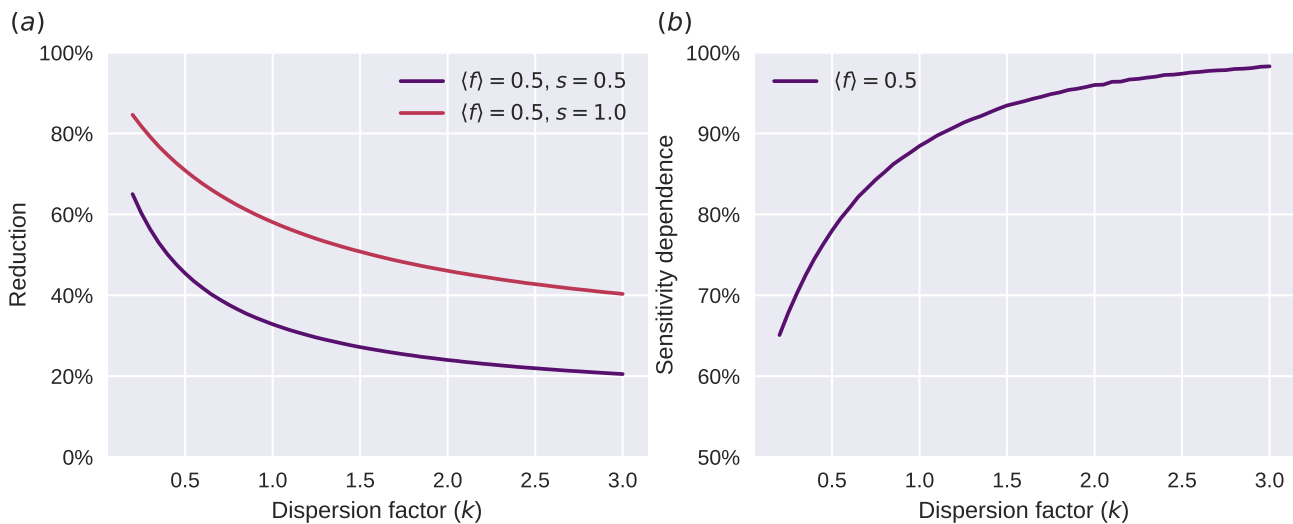 (a)
Reduction
100%
80%
60%
40%
20%
0%
⟨f⟩ = 0.5, s = 0.5
⟨f⟩ = 0.5, s = 1.0
0.5 1.0 1.5 2.0 2.5 3.0
Dispersion factor (k)
(b)
Sensitivity dependence
100%
90%
80%
70%
60%
50%
⟨f⟩ = 0.5
0.5 1.0 1.5 2.0 2.5 3.0
Dispersion factor (k)